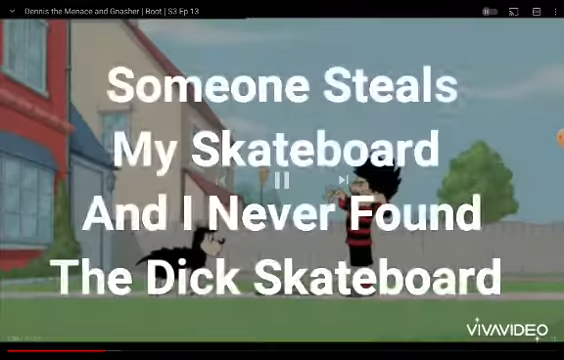 Dennis the Menace and Gnasher | Boot | S3 Ep 13
Someone Steals
My Skateboard
And I Never Found
The Dick Skateboard
VIVAVIDEO